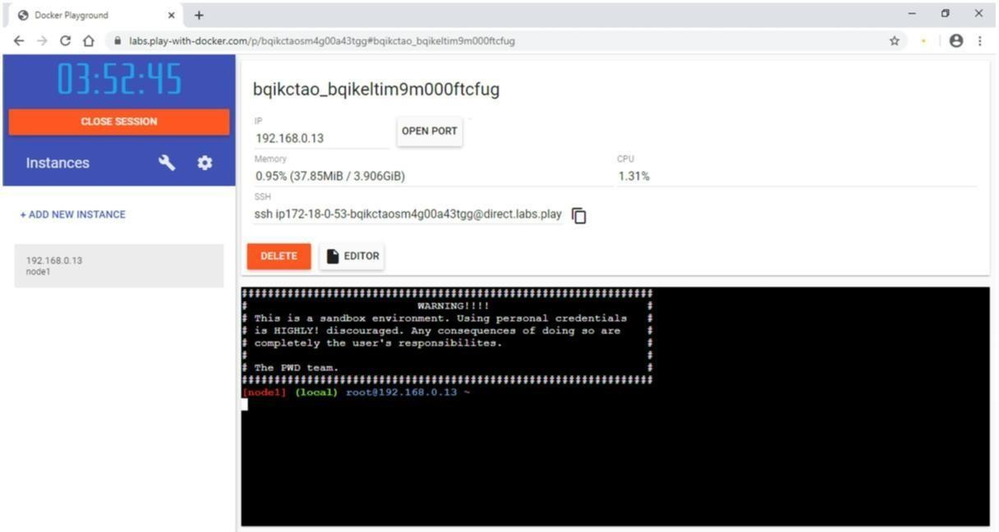 Docker Playground
labs.play-with-docker.com/p/bqikctaosm4g00a43tgg#bqikctao_bqikeltim9m000ftcfug
03:52:45
CLOSE SESSION
Instances
+ ADD NEW INSTANCE
192.168.0.13
node1
bqikctao_bqikeltim9m000ftcfug
IP
192.168.0.13
OPEN PORT
Memory
0.95% (37.85MiB / 3.906GiB)
CPU
1.31%
SSH
ssh ip172-18-0-53-bqikctaosm4g00a43tgg@direct.labs.play
DELETE
EDITOR
###############################################################
# WARNING!!!! #
# This is a sandbox environment. Using personal credentials #
# is HIGHLY! discouraged. Any consequences of doing so are #
# completely the user's responsibilites. #
# #
# The PWD team. #
###############################################################
[node1] (local) root@192.168.0.13 ~